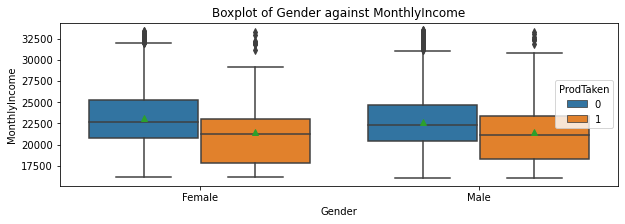 Boxplot of Gender against MonthlyIncome
MonthlyIncome
32500
30000
27500
25000
22500
20000
17500
ProdTaken
0
1
Female
Male
Gender